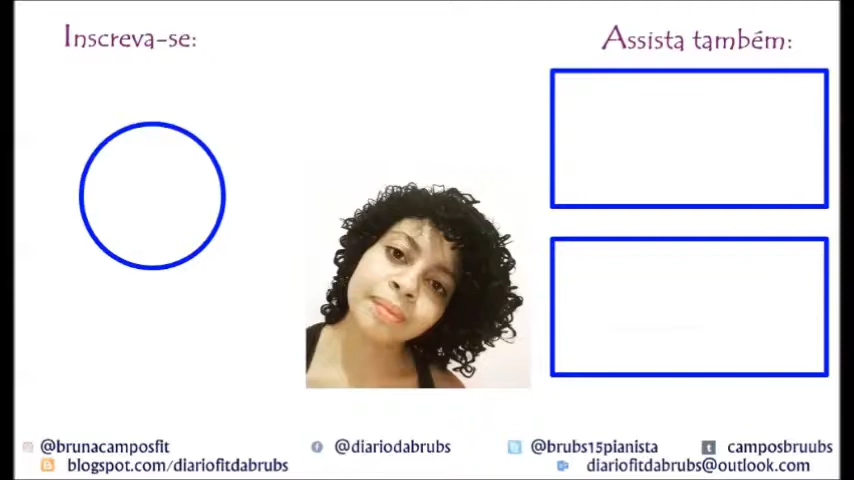 Inscreva-se:
Assista também:
@brunacamposfit
@diariodabrubs
@brubs15pianista
camposbruubs
blogspot.com/diariofitdabrubs
diariofitdabrubs@outlook.com